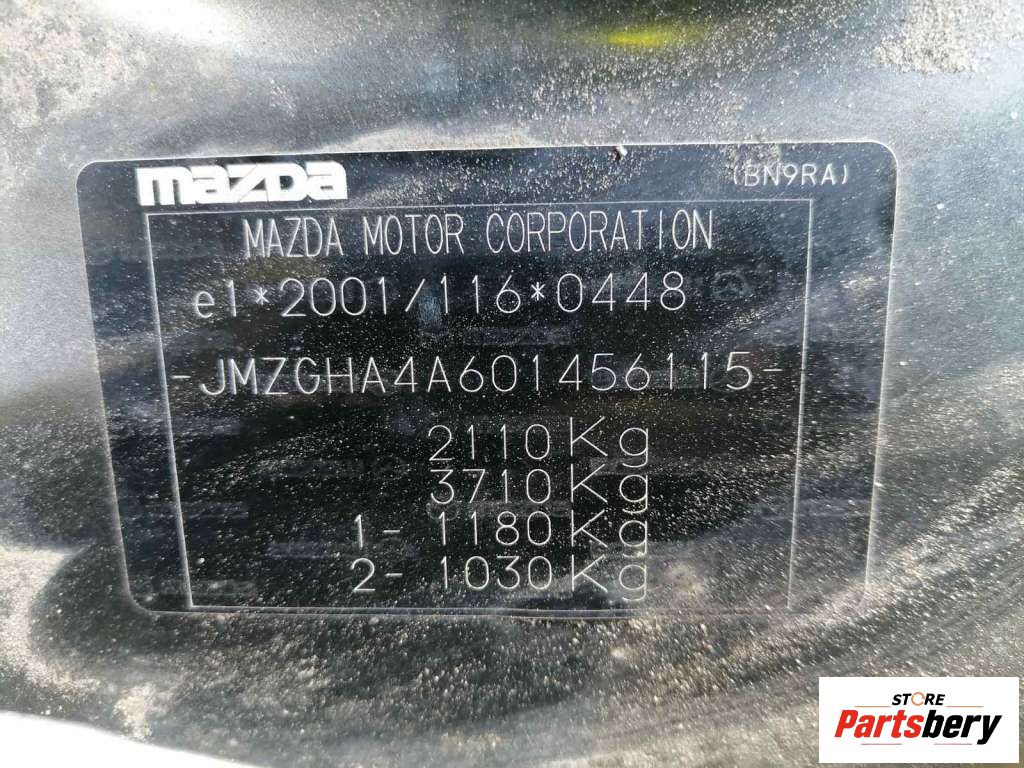 mazda
(BN9RA)
MAZDA MOTOR CORPORATION
e1*2001/116*0448
-JMZGHA4A601456115-
2110Kg
3710Kg
1- 1180Kg
2- 1030Kg
STORE
Partsbery